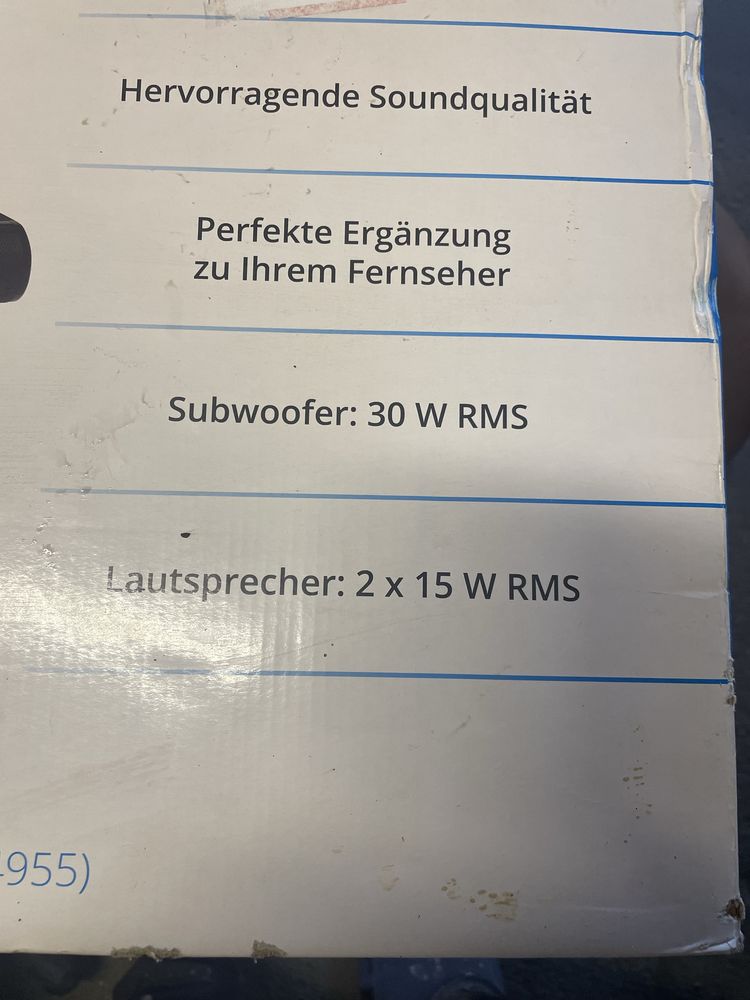 Hervorragende Soundqualität
Perfekte Ergänzung
zu Ihrem Fernseher
Subwoofer: 30 W RMS
Lautsprecher: 2 x 15 W RMS
955)